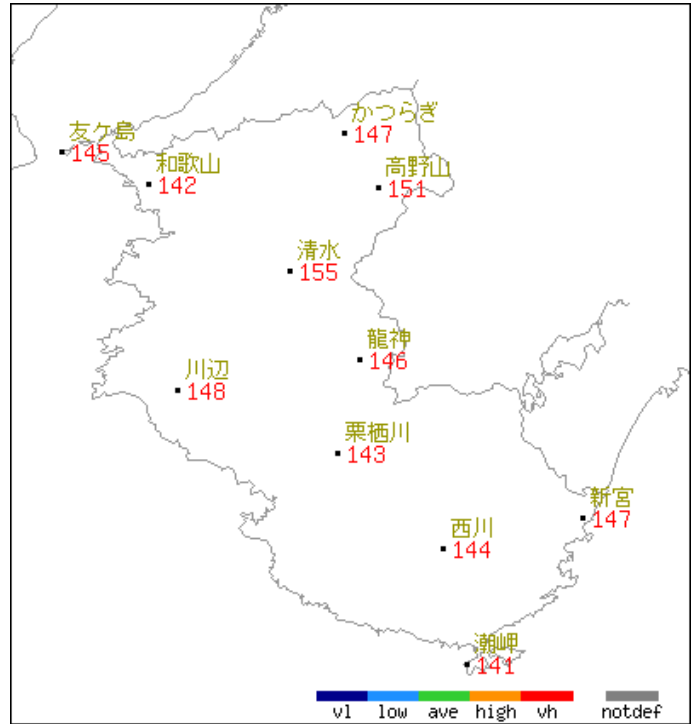 かつらぎ
147
友ケ島
145
和歌山
142
高野山
151
清水
155
龍神
146
川辺
148
栗栖川
143
新宮
147
西川
144
潮岬
141
vl low ave high vh notdef